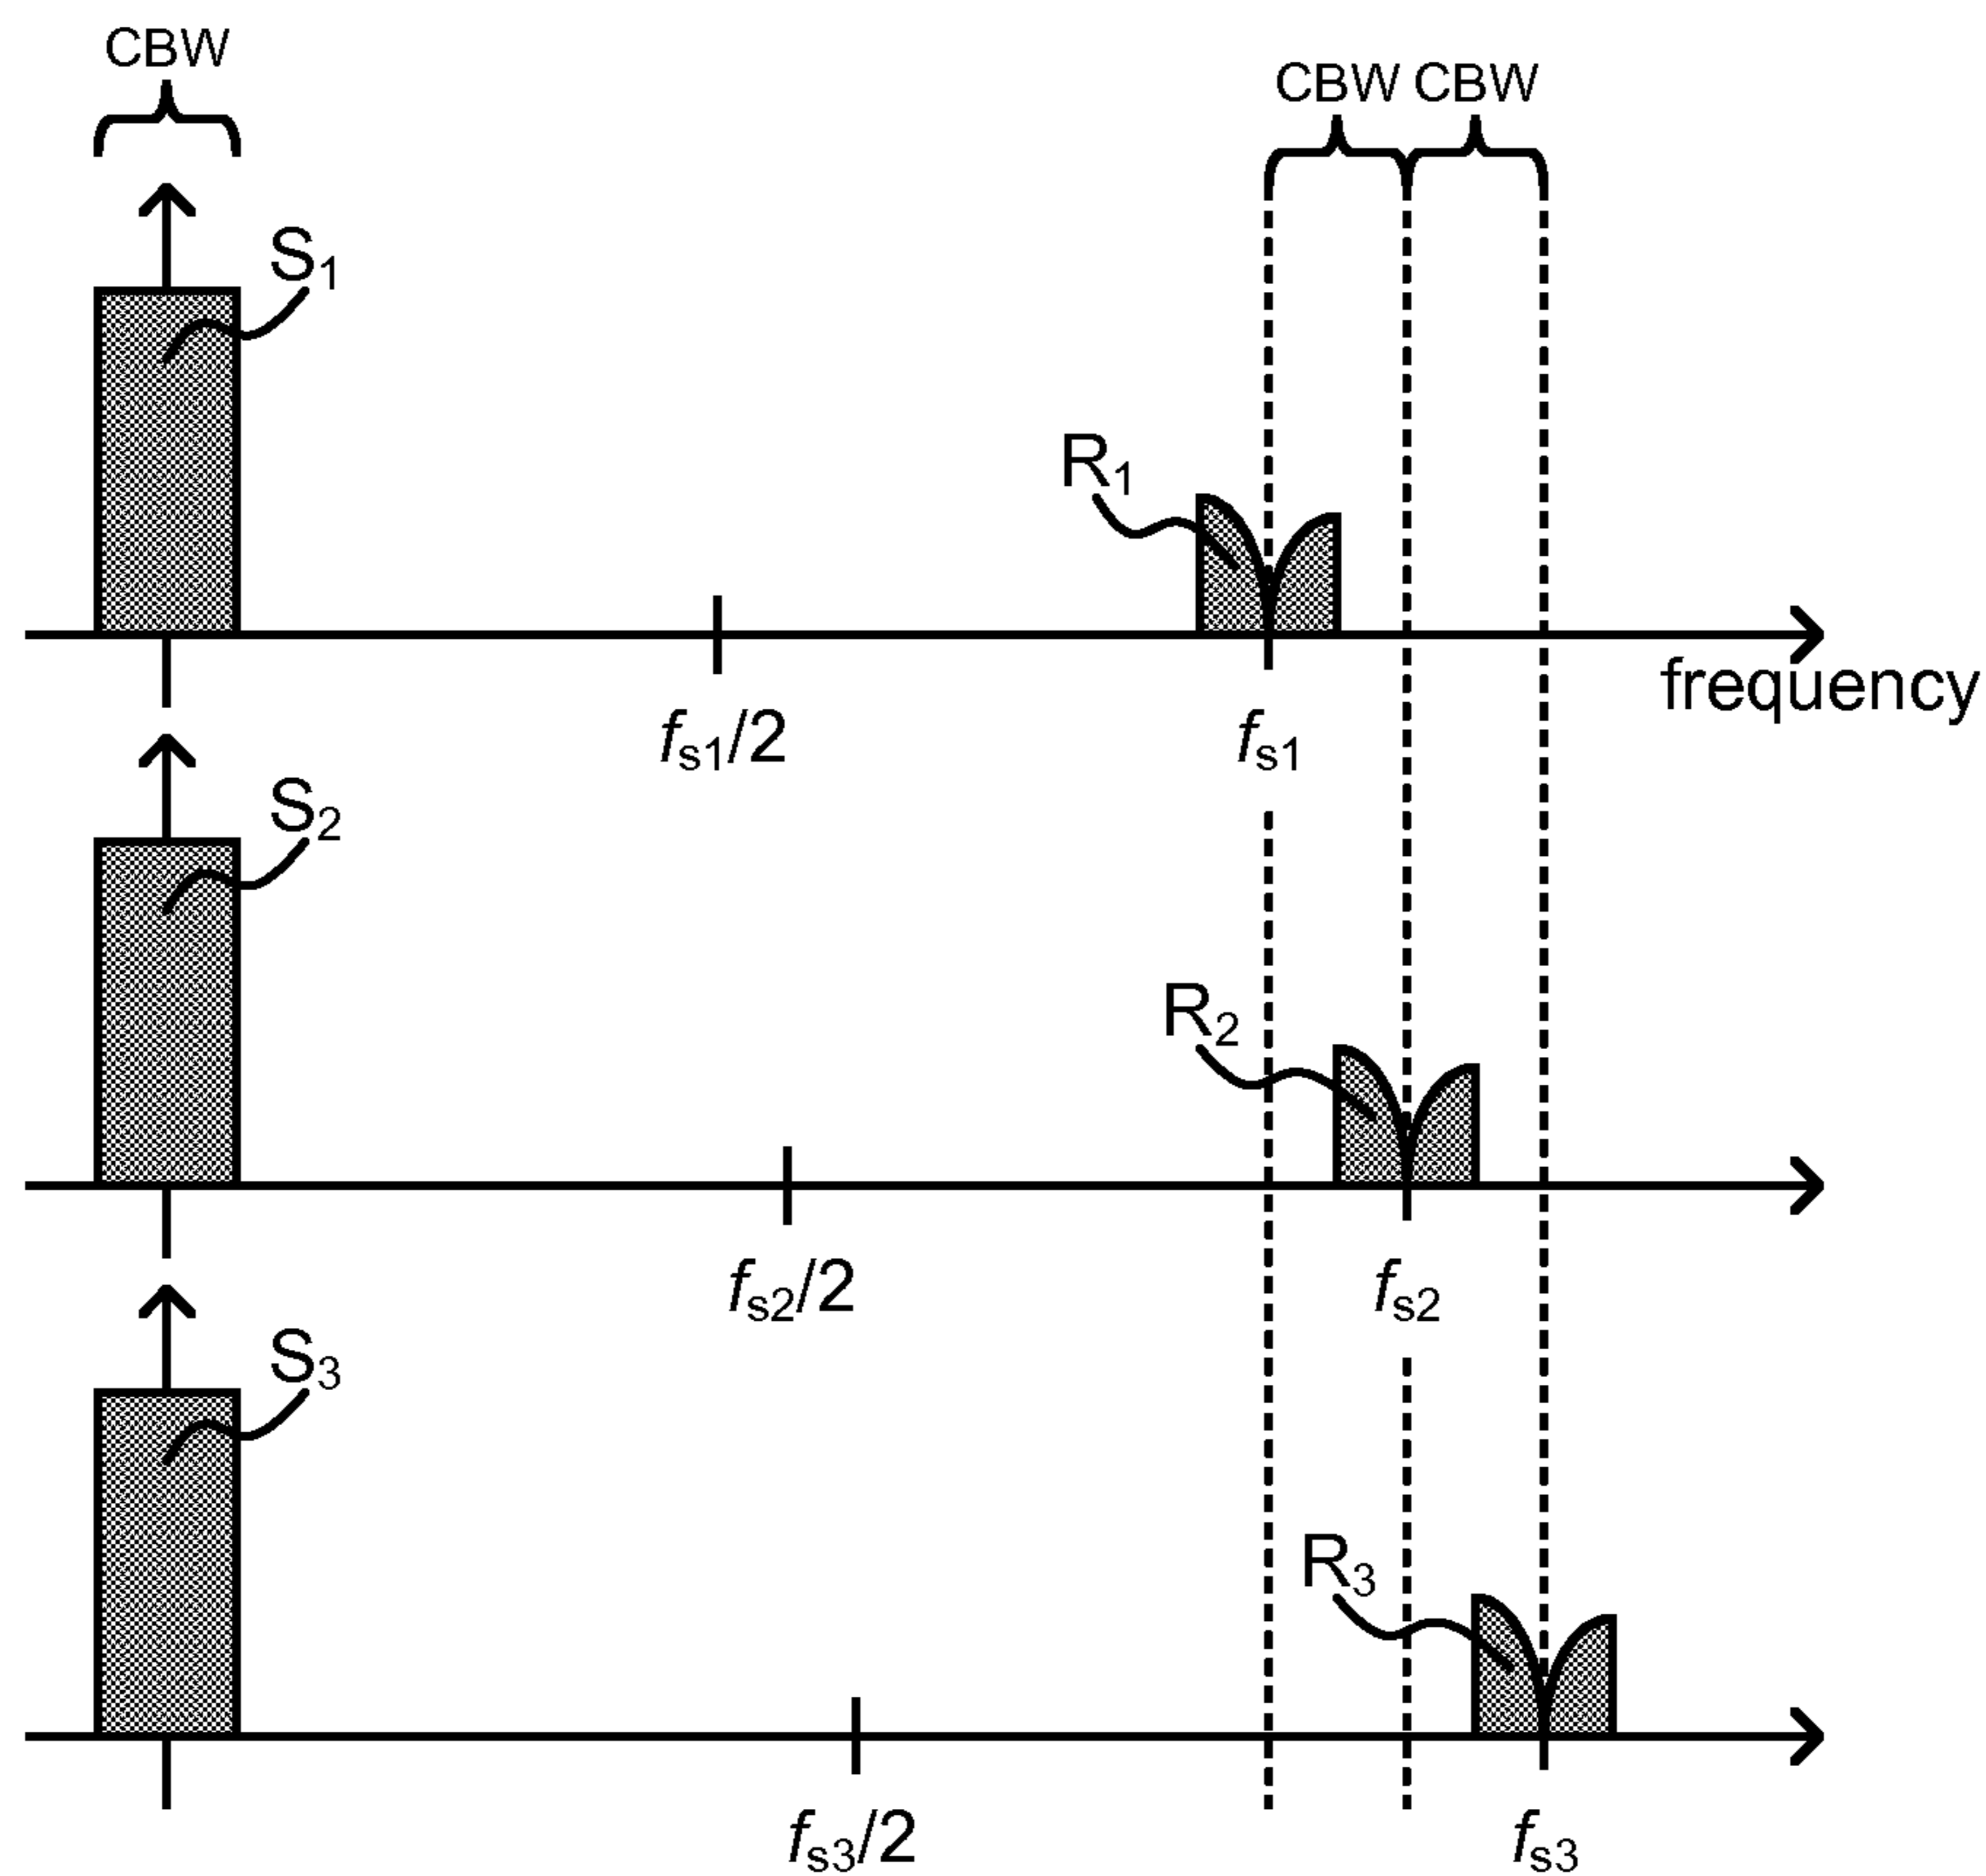 CBW
CBW CBW
S1
R1
frequency
fs1/2
fs1
S2
R2
fs2/2
fs2
S3
R3
fs3/2
fs3